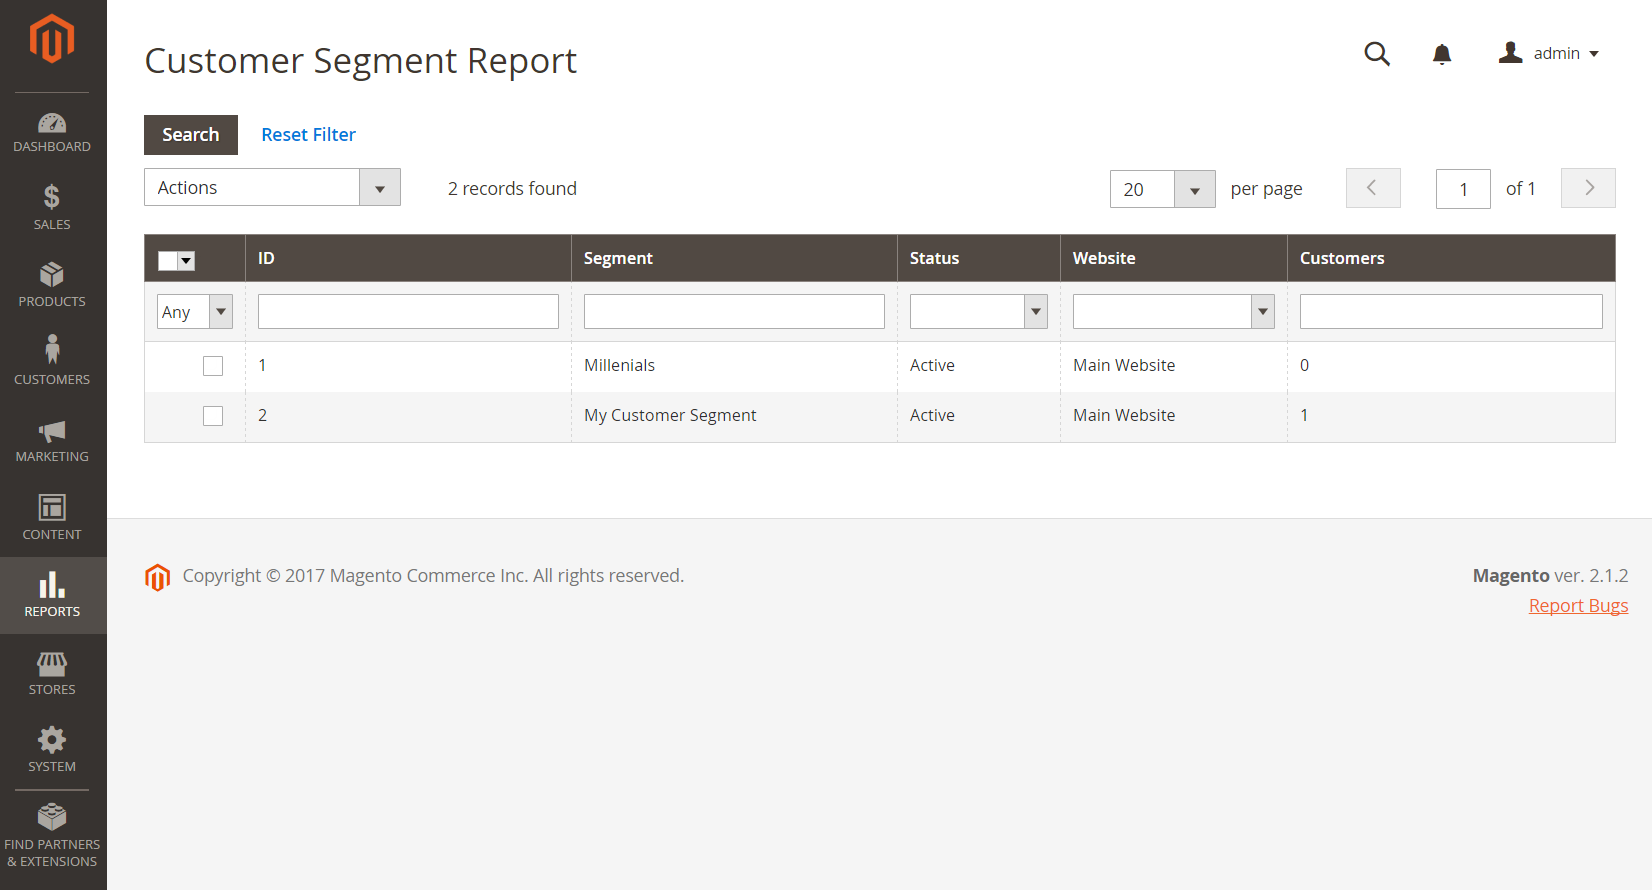 Customer Segment Report
admin
Search Reset Filter
Actions 2 records found 20 per page 1 of 1
ID Segment Status Website Customers
Any
1 Millenials Active Main Website 0
2 My Customer Segment Active Main Website 1
DASHBOARD
SALES
PRODUCTS
CUSTOMERS
MARKETING
CONTENT
REPORTS
STORES
SYSTEM
FIND PARTNERS
& EXTENSIONS
Copyright © 2017 Magento Commerce Inc. All rights reserved.
Magento ver. 2.1.2
Report Bugs